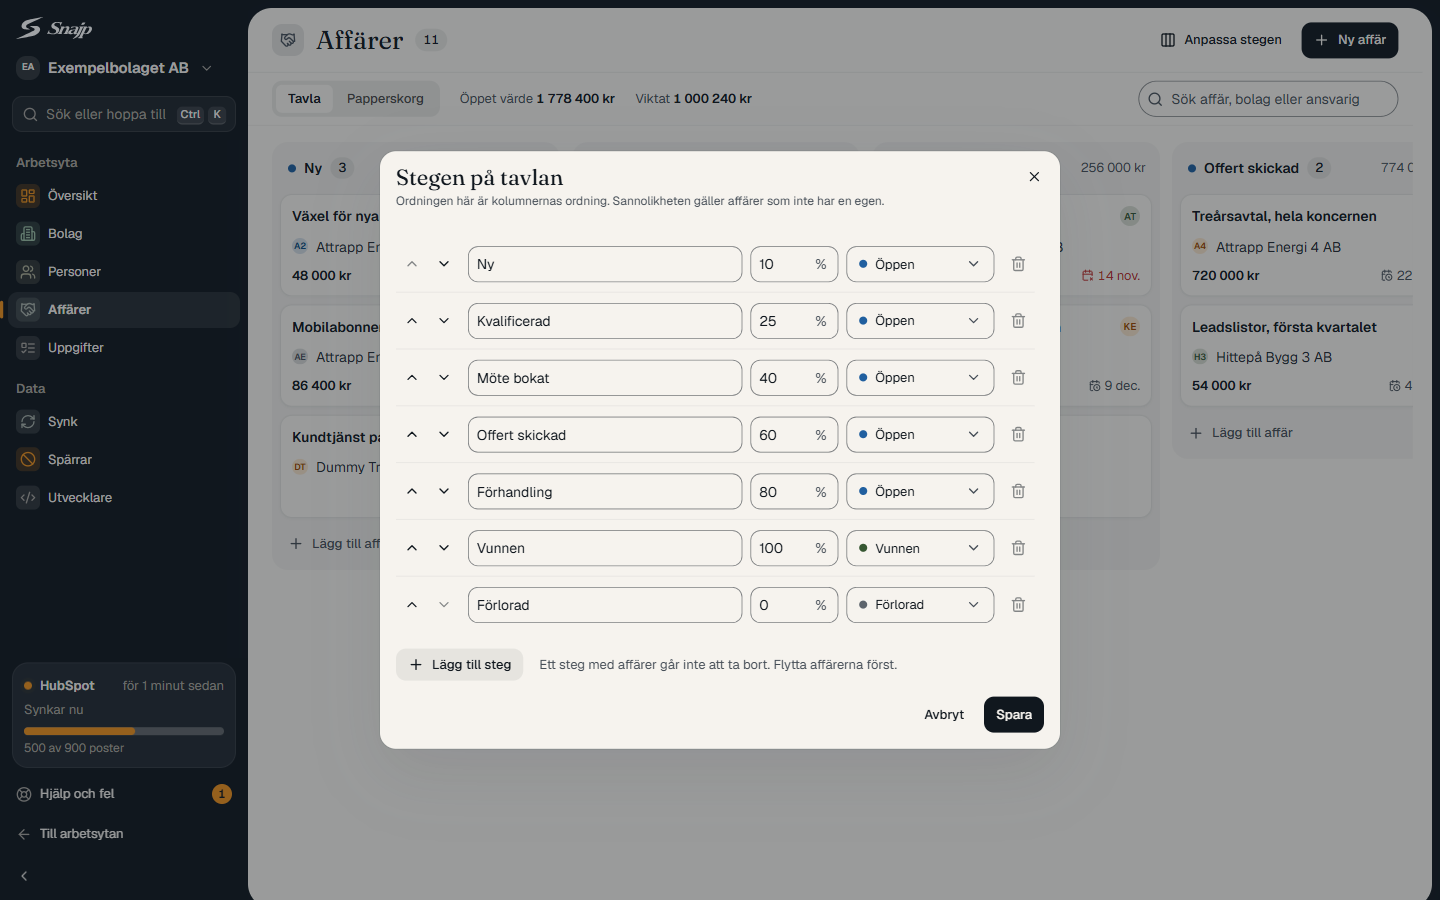 Snajp
EA Exempelbolaget AB
Sök eller hoppa till Ctrl K
Arbetsyta
Översikt
Bolag
Personer
Affärer
Uppgifter
Data
Synk
Spärrar
Utvecklare
HubSpot för 1 minut sedan
Synkar nu
500 av 900 poster
Hjälp och fel 1
Till arbetsytan
Affärer 11
Anpassa stegen
Ny affär
Tavla Papperskorg Öppet värde 1 778 400 kr Viktat 1 000 240 kr
Sök affär, bolag eller ansvarig
Ny 3
Växel för nya
A2 Attrapp
48 000 kr
Mobilabonne
AE Attrapp
86 400 kr
Kundtjänst
DT Dummy
Lägg till
256 000 kr
AT
14 nov.
KE
9 dec.
Offert skickad 2 774
Treårsavtal, hela koncernen
A4 Attrapp Energi 4 AB
720 000 kr 22
Leadslistor, första kvartalet
H3 Hittepå Bygg 3 AB
54 000 kr 4
Lägg till affär
Stegen på tavlan
Ordningen här är kolumnernas ordning. Sannolikheten gäller affärer som inte har en egen.
Ny 10 % Öppen
Kvalificerad 25 % Öppen
Möte bokat 40 % Öppen
Offert skickad 60 % Öppen
Förhandling 80 % Öppen
Vunnen 100 % Vunnen
Förlorad 0 % Förlorad
Lägg till steg Ett steg med affärer går inte att ta bort. Flytta affärerna först.
Avbryt Spara